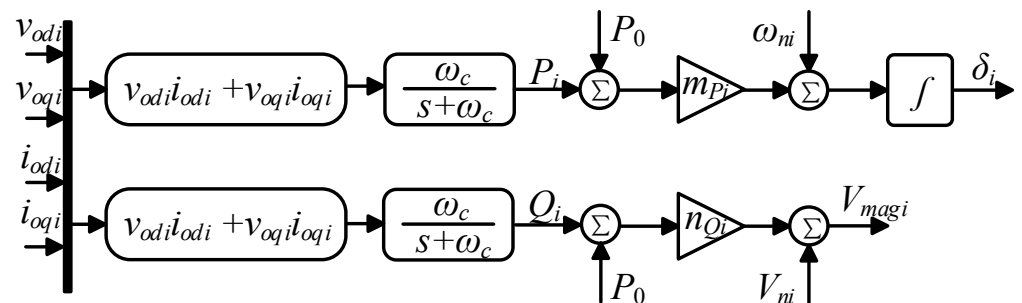 v_odi
P_0
ω_ni
v_odi i_odi + v_oqi i_oqi
ω_c
s+ω_c
P_i
Σ
m_Pi
Σ
∫
δ_i
v_oqi
i_odi
v_odi i_odi + v_oqi i_oqi
ω_c
s+ω_c
Q_i
Σ
n_Qi
Σ
V_magi
i_oqi
P_0
V_ni